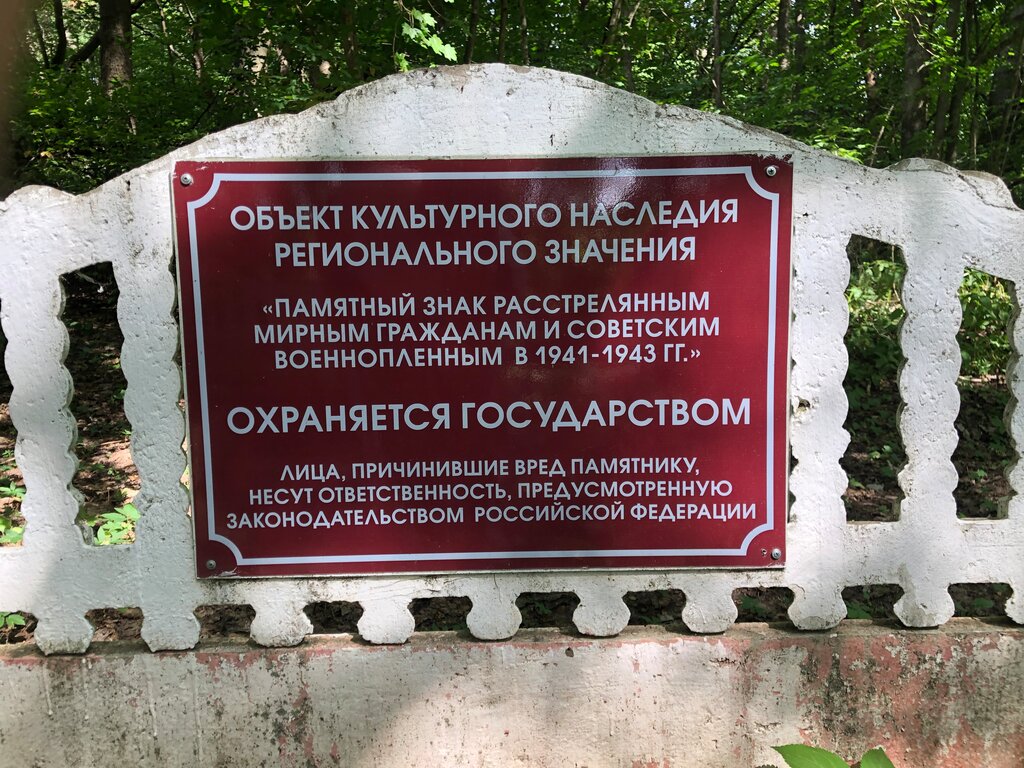 ОБЪЕКТ КУЛЬТУРНОГО НАСЛЕДИЯ
РЕГИОНАЛЬНОГО ЗНАЧЕНИЯ
«ПАМЯТНЫЙ ЗНАК РАССТРЕЛЯННЫМ
МИРНЫМ ГРАЖДАНАМ И СОВЕТСКИМ
ВОЕННОПЛЕННЫМ В 1941-1943 ГГ.»
ОХРАНЯЕТСЯ ГОСУДАРСТВОМ
ЛИЦА, ПРИЧИНИВШИЕ ВРЕД ПАМЯТНИКУ,
НЕСУТ ОТВЕТСТВЕННОСТЬ, ПРЕДУСМОТРЕННУЮ
ЗАКОНОДАТЕЛЬСТВОМ РОССИЙСКОЙ ФЕДЕРАЦИИ